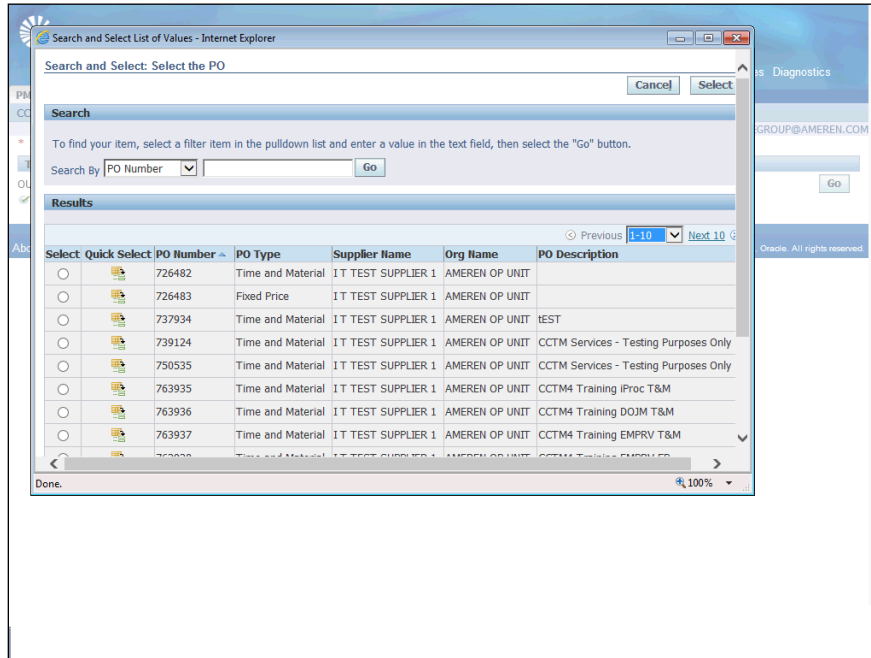 Search and Select List of Values - Internet Explorer
Search and Select: Select the PO
es Diagnostics
Cancel Select
PM
CO
Search
GROUP@AMEREN.COM
*
To find your item, select a filter item in the pulldown list and enter a value in the text field, then select the "Go" button.
Search By PO Number Go
T
OU
Go
Results
Previous 1-10 Next 10
Abo
. Oracle. All rights reserved.
Select Quick Select PO Number PO Type Supplier Name Org Name PO Description
726482 Time and Material I T TEST SUPPLIER 1 AMEREN OP UNIT
726483 Fixed Price I T TEST SUPPLIER 1 AMEREN OP UNIT
737934 Time and Material I T TEST SUPPLIER 1 AMEREN OP UNIT tEST
739124 Time and Material I T TEST SUPPLIER 1 AMEREN OP UNIT CCTM Services - Testing Purposes Only
750535 Time and Material I T TEST SUPPLIER 1 AMEREN OP UNIT CCTM Services - Testing Purposes Only
763935 Time and Material I T TEST SUPPLIER 1 AMEREN OP UNIT CCTM4 Training iProc T&M
763936 Time and Material I T TEST SUPPLIER 1 AMEREN OP UNIT CCTM4 Training DOJM T&M
763937 Time and Material I T TEST SUPPLIER 1 AMEREN OP UNIT CCTM4 Training EMPRV T&M
Done.
100%